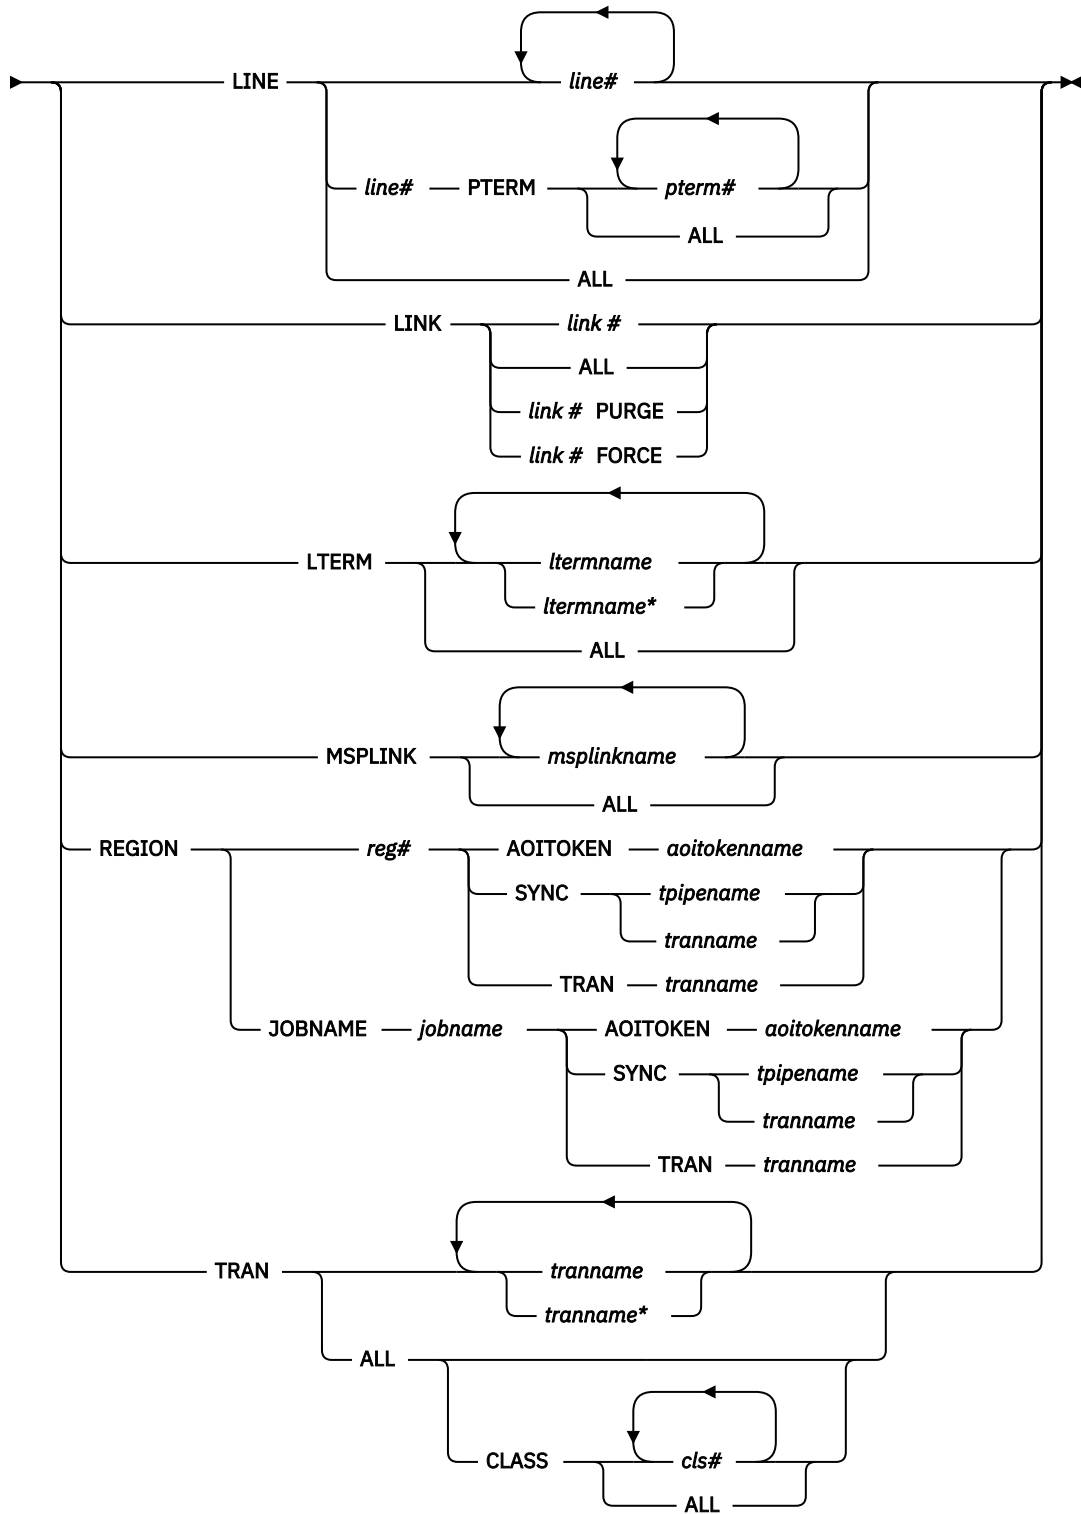 LINE line#
line# PTERM pterm#
ALL
ALL
LINK link #
ALL
link # PURGE
link # FORCE
LTERM ltermname
ltermname*
ALL
MSPLINK msplinkname
ALL
REGION reg# AOITOKEN aoitokenname
SYNC tpipename
tranname
TRAN tranname
JOBNAME jobname AOITOKEN aoitokenname
SYNC tpipename
tranname
TRAN tranname
TRAN tranname
tranname*
ALL
CLASS cls#
ALL